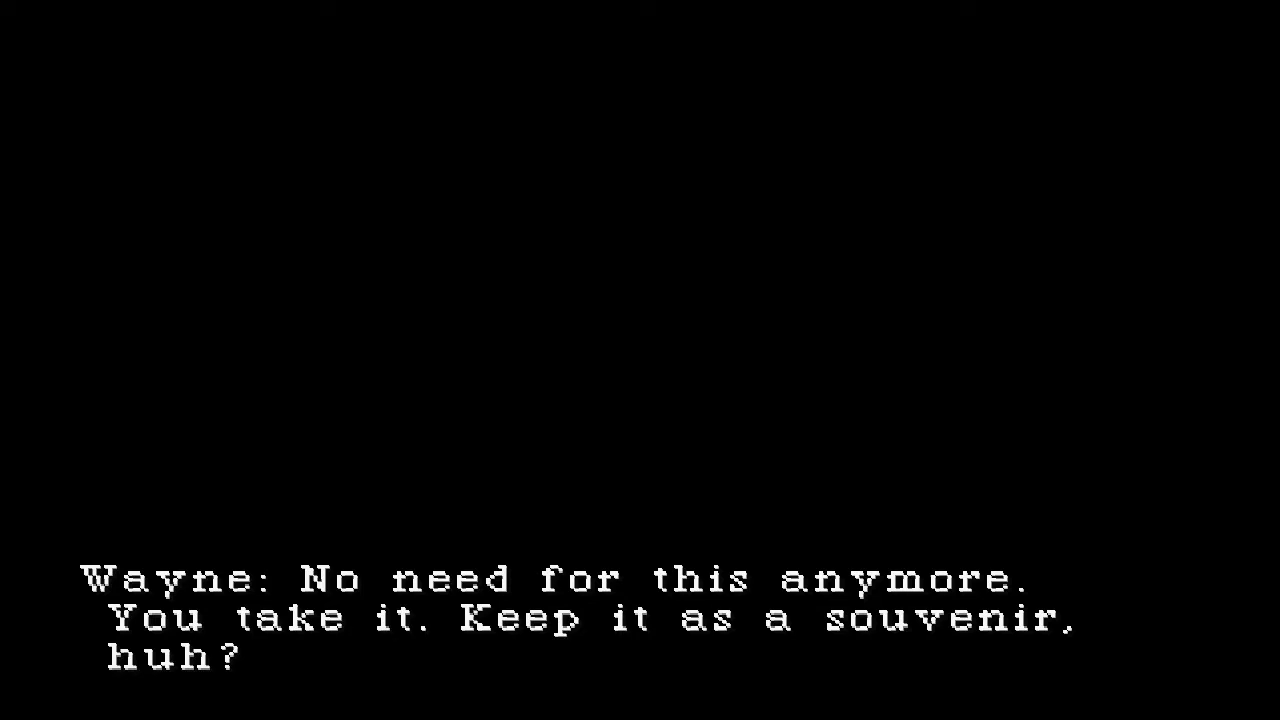 Wayne: No need for this anymore.
You take it. Keep it as a souvenir,
huh?